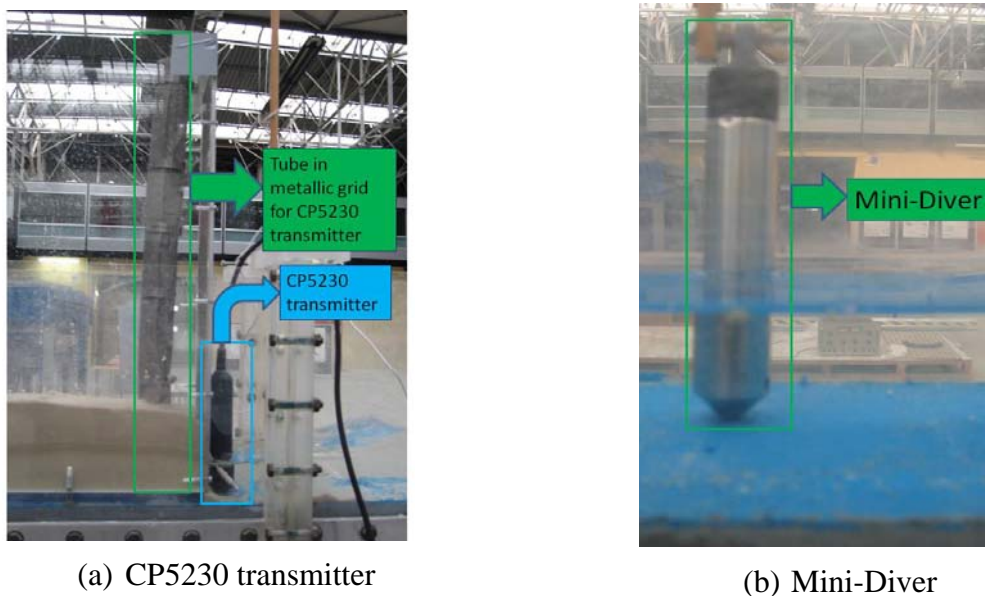 Tube in
metallic grid
for CP5230
transmitter
CP5230
transmitter
Mini-Diver
(a) CP5230 transmitter
(b) Mini-Diver